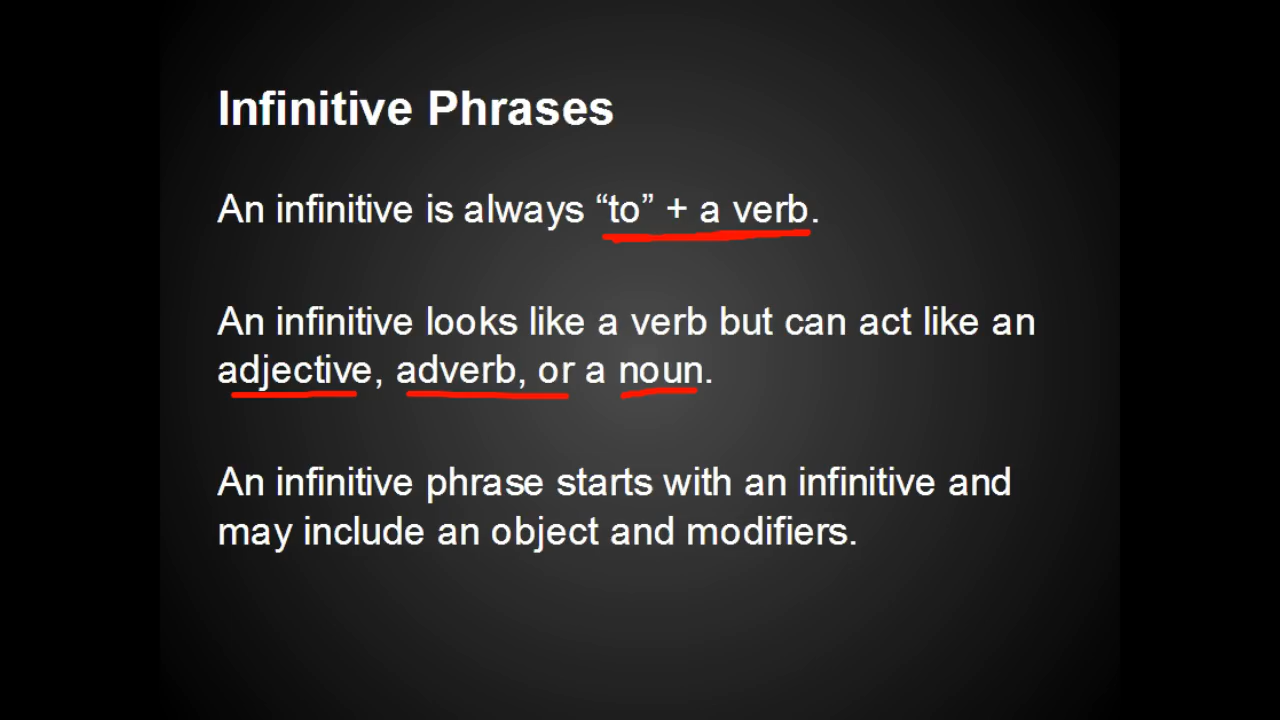 Infinitive Phrases
An infinitive is always “to” + a verb.
An infinitive looks like a verb but can act like an
adjective, adverb, or a noun.
An infinitive phrase starts with an infinitive and
may include an object and modifiers.